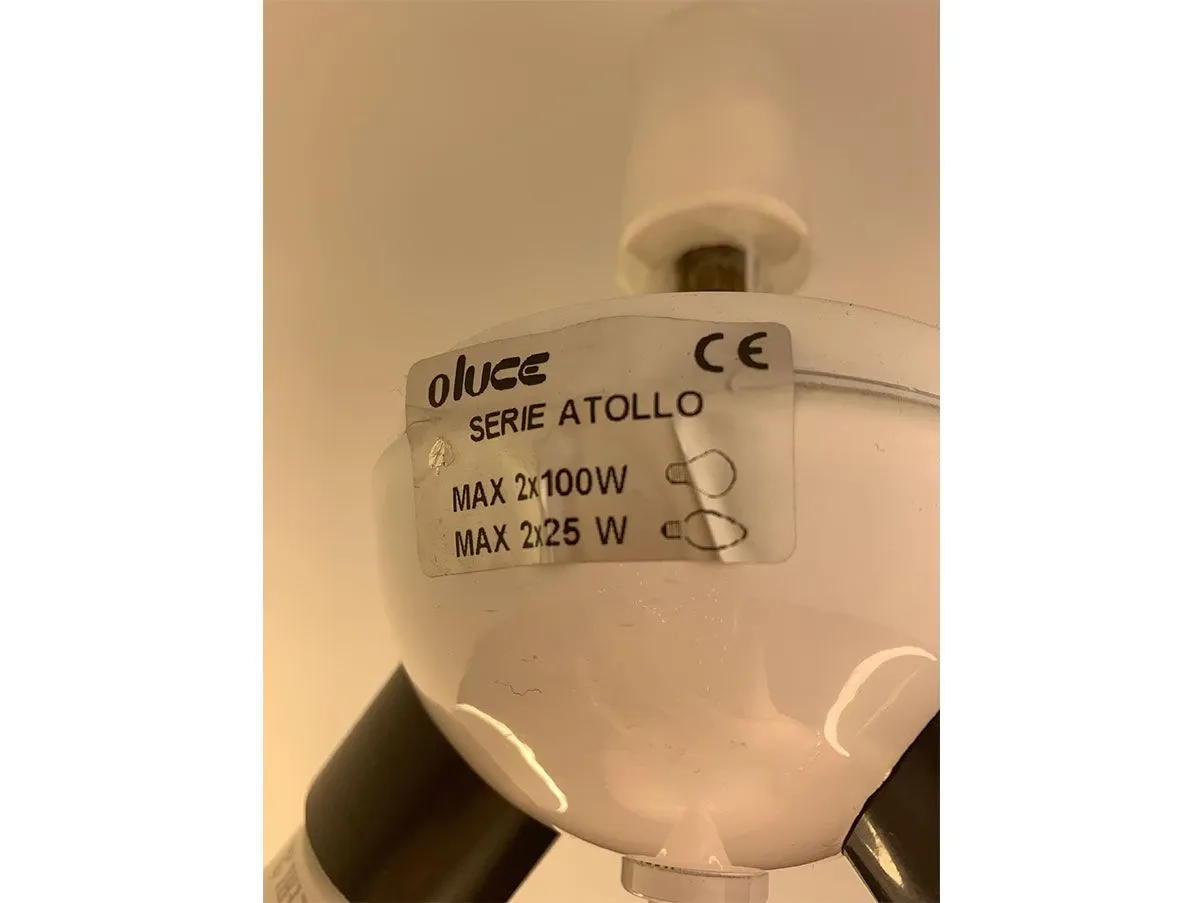 oluce CE
SERIE ATOLLO
MAX 2x100W
MAX 2x25 W